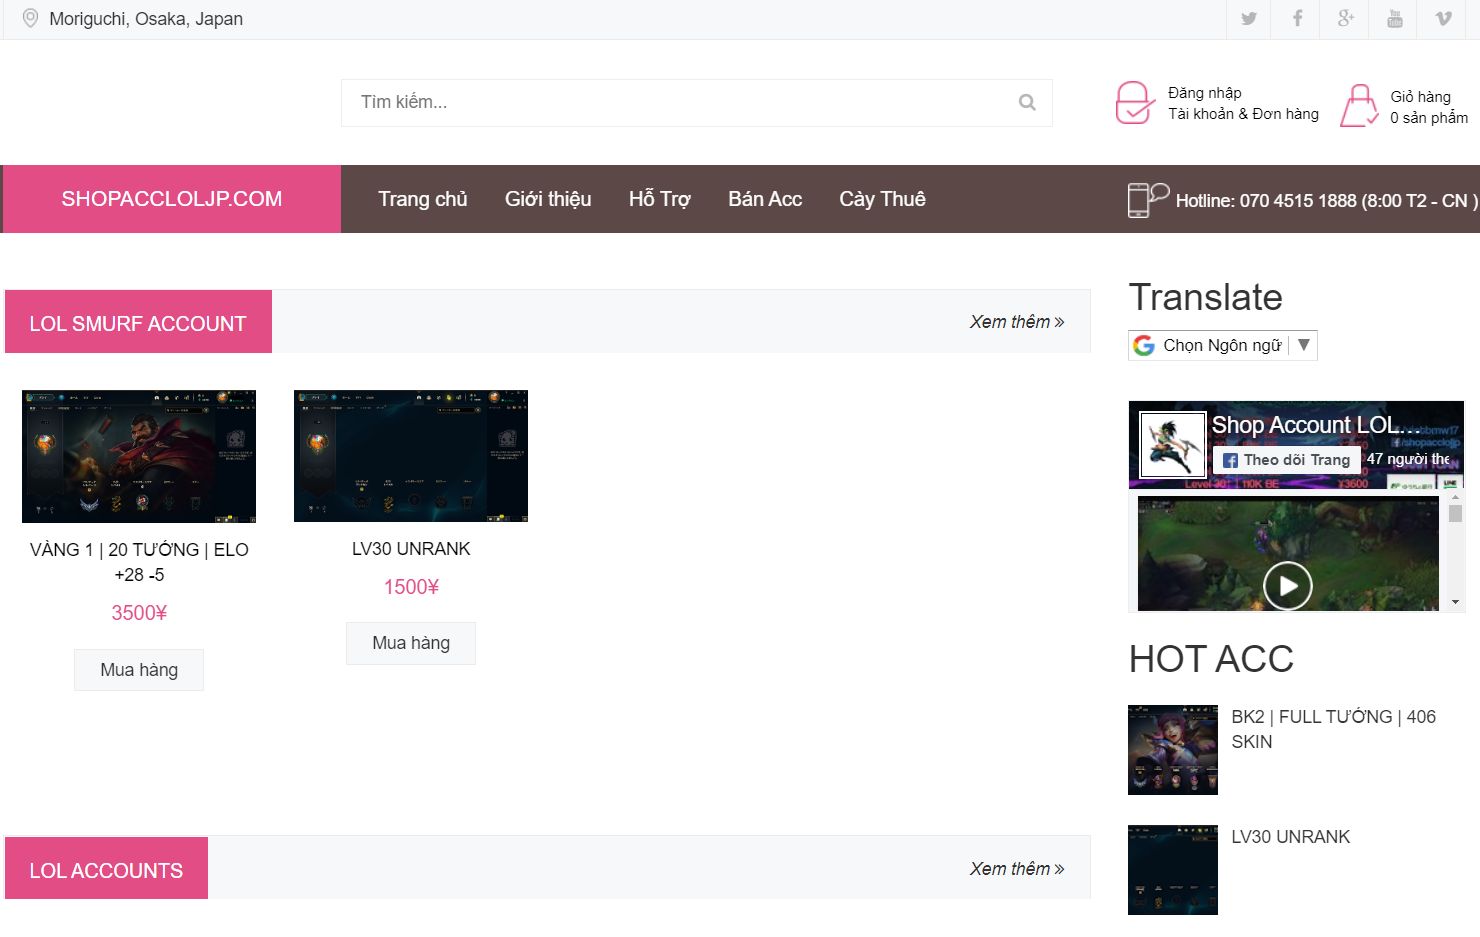 Moriguchi, Osaka, Japan
Tìm kiếm...
Đăng nhập
Tài khoản & Đơn hàng
Giỏ hàng
0 sản phẩm
SHOPACCLOLJP.COM
Trang chủ
Giới thiệu
Hỗ Trợ
Bán Acc
Cày Thuê
Hotline: 070 4515 1888 (8:00 T2 - CN )
LOL SMURF ACCOUNT
Xem thêm »
VÀNG 1 | 20 TƯỚNG | ELO
+28 -5
3500¥
Mua hàng
LV30 UNRANK
1500¥
Mua hàng
Translate
Chọn Ngôn ngữ ▼
Shop Account LOL...
Theo dõi Trang
47 người the
¥3600
HOT ACC
BK2 | FULL TƯỚNG | 406
SKIN
LV30 UNRANK
LOL ACCOUNTS
Xem thêm »